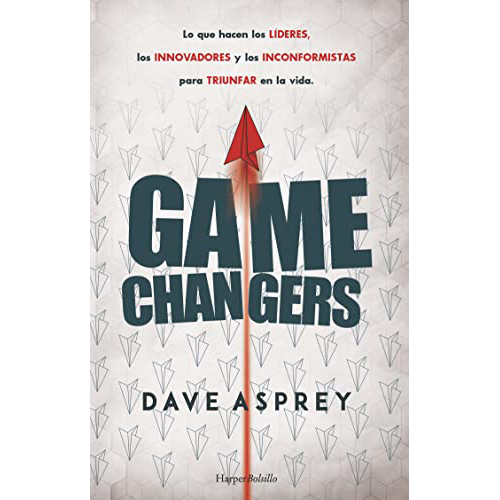 Lo que hacen los LÍDERES,
los INNOVADORES y los INCONFORMISTAS
para TRIUNFAR en la vida.
GAME
CHANGERS
DAVE ASPREY
HarperBolsillo